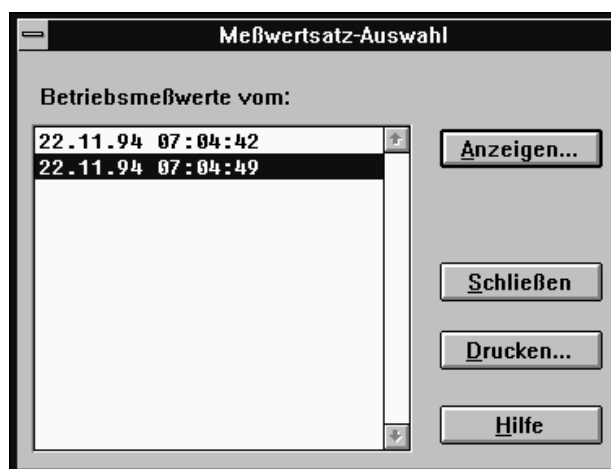 Meßwertsatz-Auswahl
Betriebsmeßwerte vom:
22.11.94 07:04:42
22.11.94 07:04:49
Anzeigen...
Schließen
Drucken...
Hilfe